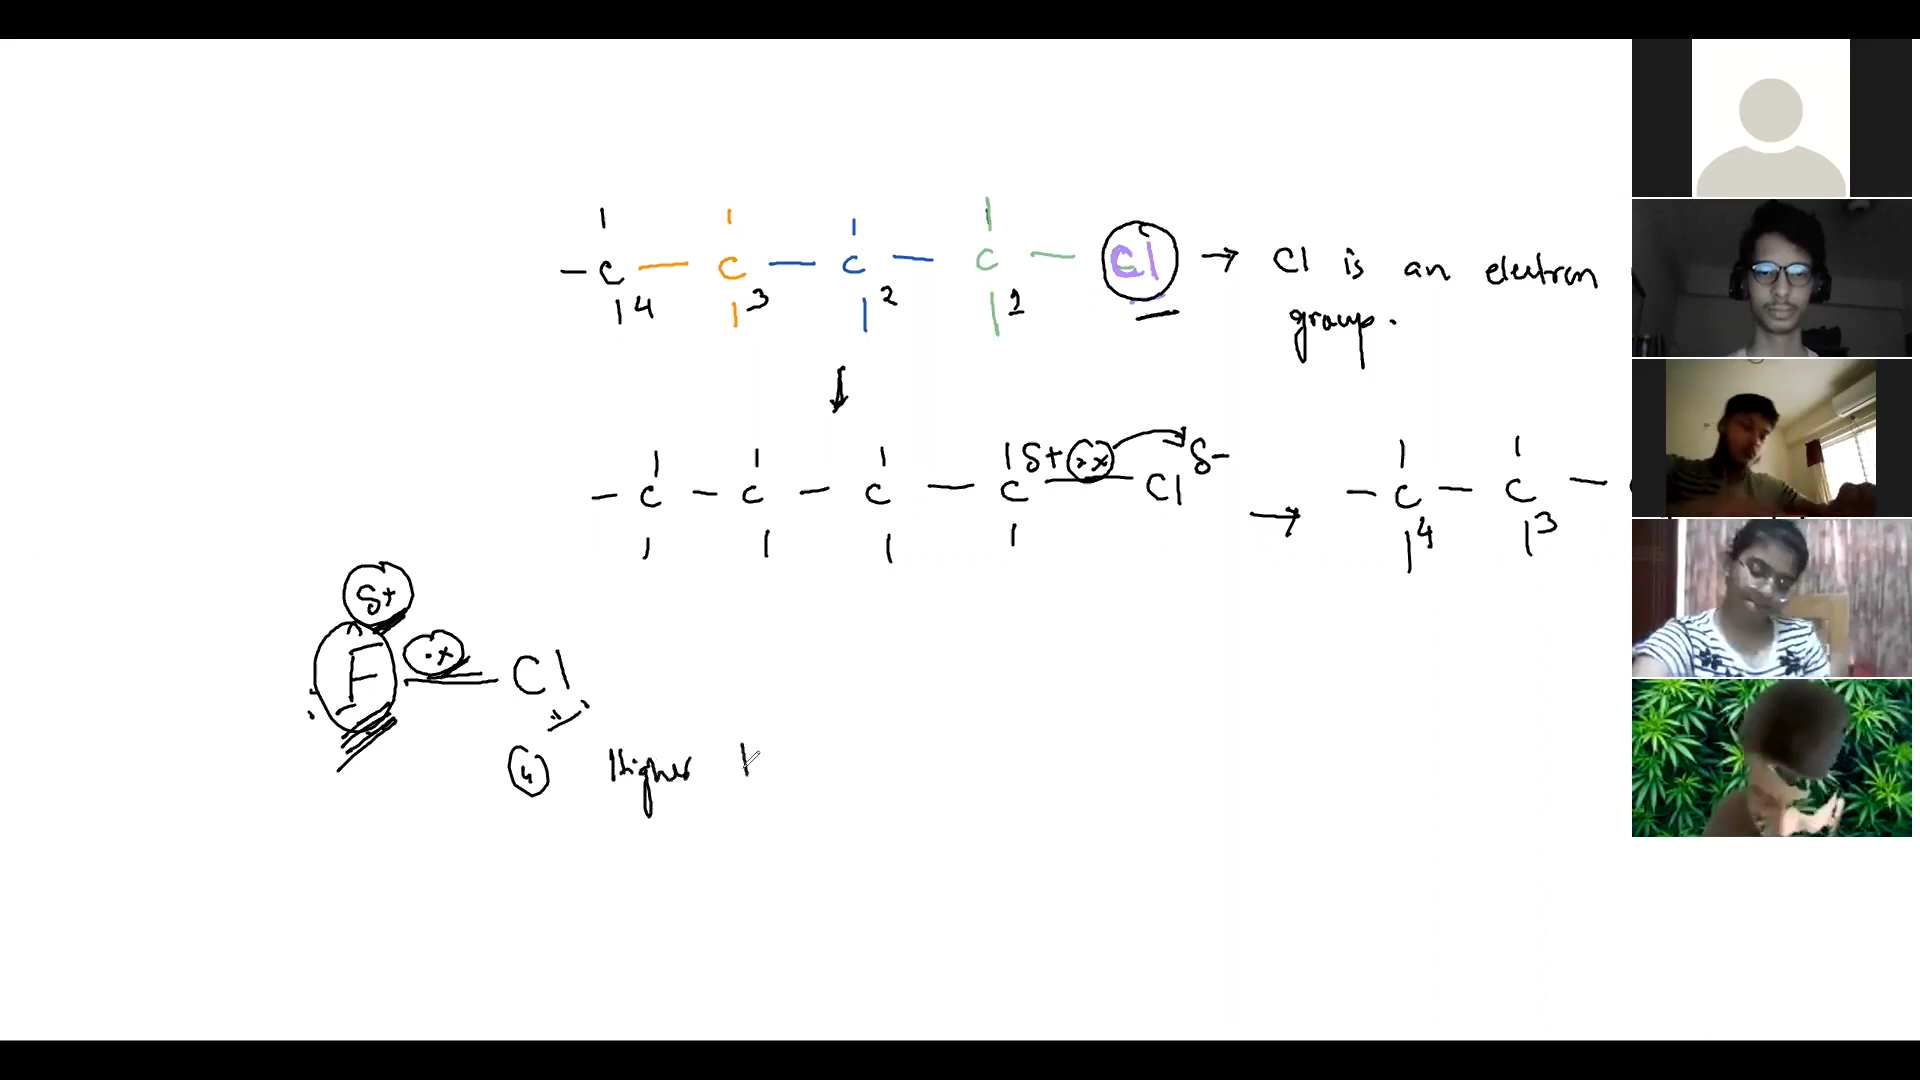 C C C C Cl → Cl is an electron
4 3 2 1
group.
C C C C δ+ Cl δ- → C C
4 3
δ+
F Cl
4 Higher